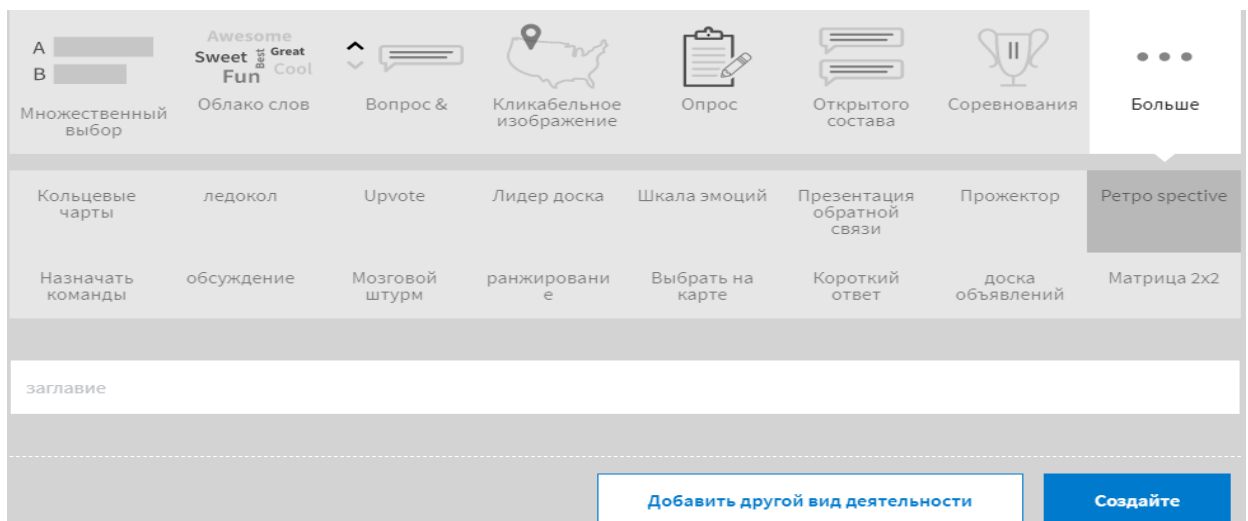 A
B
Множественный
выбор
Awesome
Sweet Best Great
Fun Cool
Облако слов
Вопрос &
Кликабельное
изображение
Опрос
Открытого
состава
Соревнования
Больше
Кольцевые
чарты
ледокол
Upvote
Лидер доска
Шкала эмоций
Презентация
обратной
связи
Прожектор
Ретро spective
Назначать
команды
обсуждение
Мозговой
штурм
ранжировани
е
Выбрать на
карте
Короткий
ответ
доска
объявлений
Матрица 2x2
заглавие
Добавить другой вид деятельности
Создайте